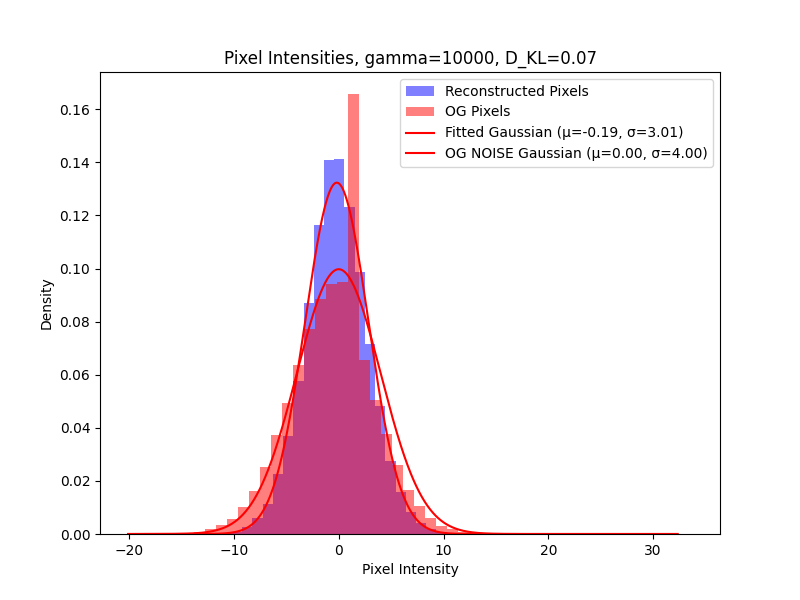 Pixel Intensities, gamma=10000, D_KL=0.07
Reconstructed Pixels
OG Pixels
Fitted Gaussian (μ=-0.19, σ=3.01)
OG NOISE Gaussian (μ=0.00, σ=4.00)
Density
0.16
0.14
0.12
0.10
0.08
0.06
0.04
0.02
0.00
−20 −10 0 10 20 30
Pixel Intensity